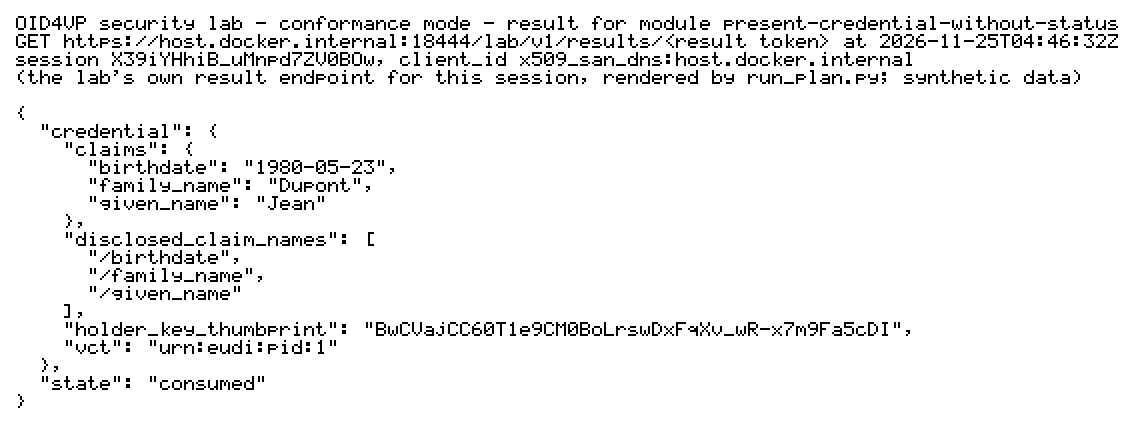 OID4VP security lab - conformance mode - result for module present-credential-without-status
GET https://host.docker.internal:18444/lab/v1/results/<result token> at 2026-11-25T04:46:32Z
session X39iYHhiB_uMnpd7ZV0BOw, client_id x509_san_dns:host.docker.internal
(the lab's own result endpoint for this session, rendered by run_plan.py; synthetic data)

{
  "credential": {
    "claims": {
      "birthdate": "1980-05-23",
      "family_name": "Dupont",
      "given_name": "Jean"
    },
    "disclosed_claim_names": [
      "/birthdate",
      "/family_name",
      "/given_name"
    ],
    "holder_key_thumbprint": "BwCVajCC60T1e9CM0BoLrswDxFqXv_wR-x7m9Fa5cDI",
    "vct": "urn:eudi:pid:1"
  },
  "state": "consumed"
}